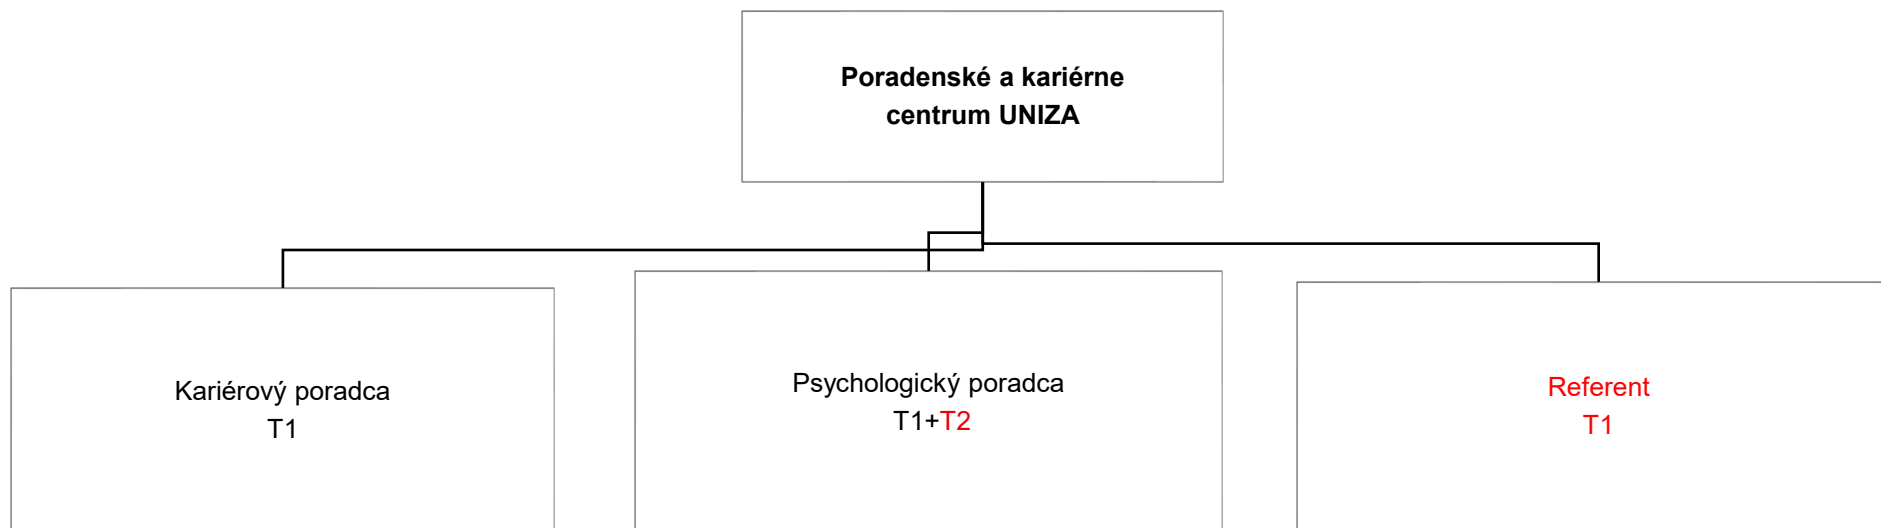 Poradenské a kariérne
centrum UNIZA
Kariérový poradca
T1
Psychologický poradca
T1+T2
Referent
T1